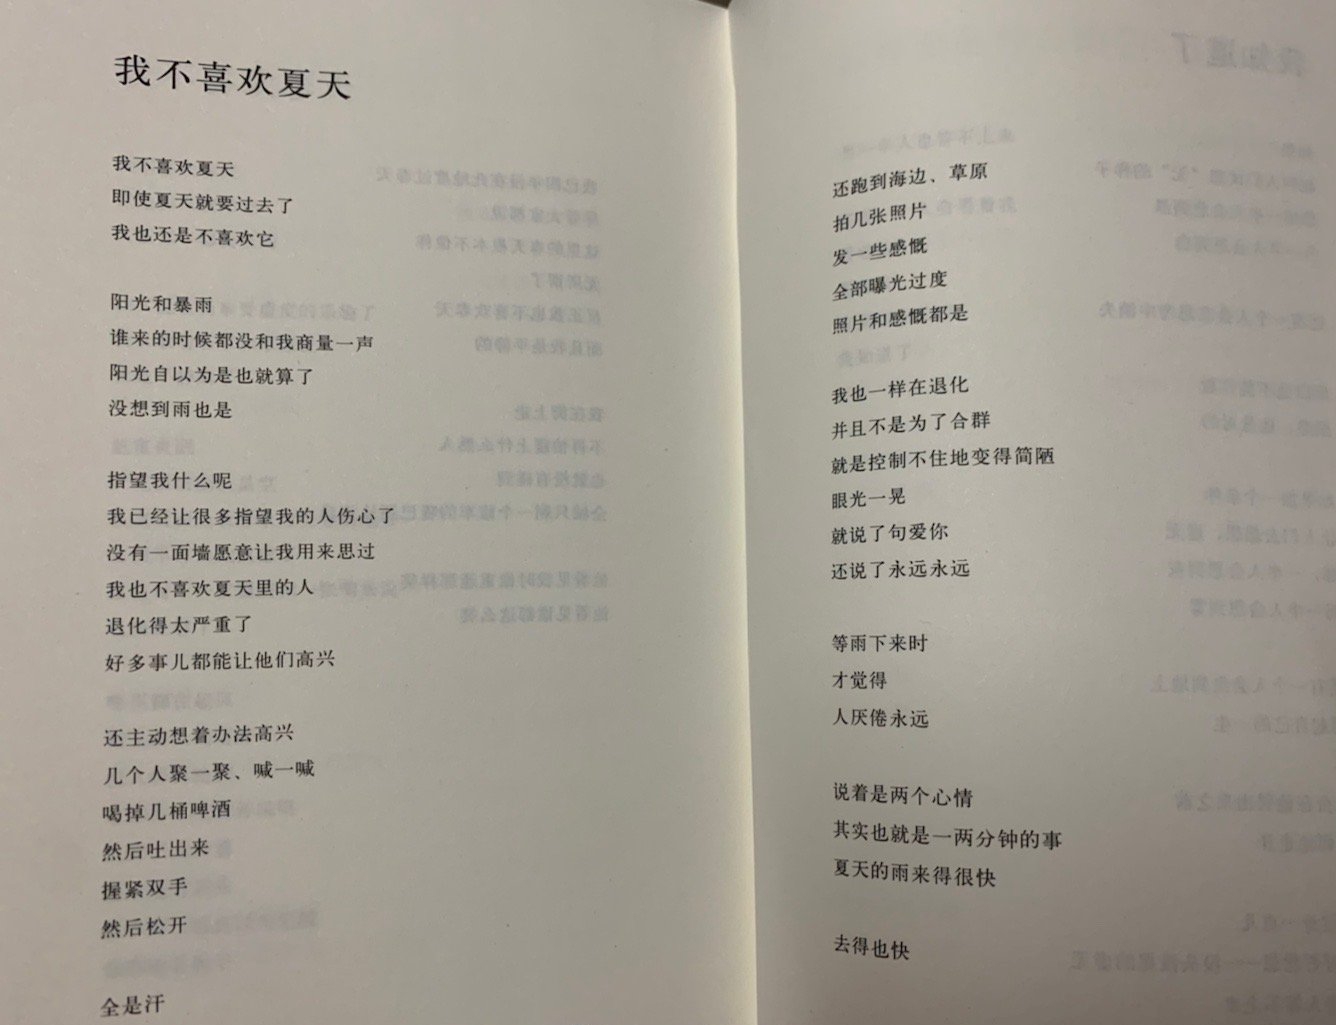 我不喜欢夏天
我不喜欢夏天
即使夏天就要过去了
我也还是不喜欢它
阳光和暴雨
谁来的时候都没和我商量一声
阳光自以为是也就算了
没想到雨也是
指望我什么呢
我已经让很多指望我的人伤心了
没有一面墙愿意让我用来思过
我也不喜欢夏天里的人
退化得太严重了
好多事儿都能让他们高兴
还主动想着办法高兴
几个人聚一聚、喊一喊
喝掉几桶啤酒
然后吐出来
握紧双手
然后松开
全是汗
还跑到海边、草原
拍几张照片
发一些感慨
全部曝光过度
照片和感慨都是
我也一样在退化
并且不是为了合群
就是控制不住地变得简陋
眼光一晃
就说了句爱你
还说了永远永远
等雨下来时
才觉得
人厌倦永远
说着是两个心情
其实也就是一两分钟的事
夏天的雨来得很快
去得也快